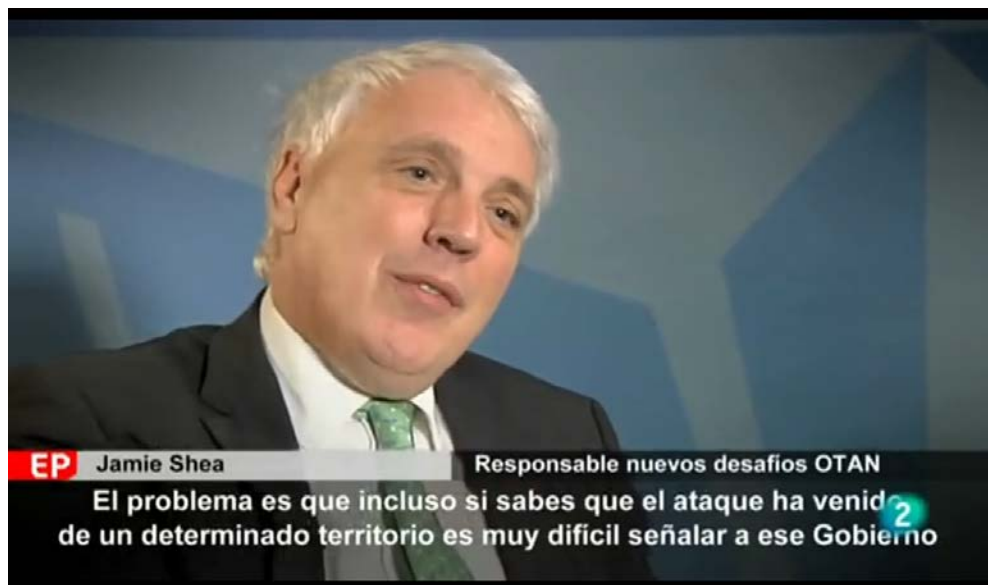 EP Jamie Shea Responsable nuevos desafíos OTAN
El problema es que incluso si sabes que el ataque ha venido
de un determinado territorio es muy difícil señalar a ese Gobierno
2